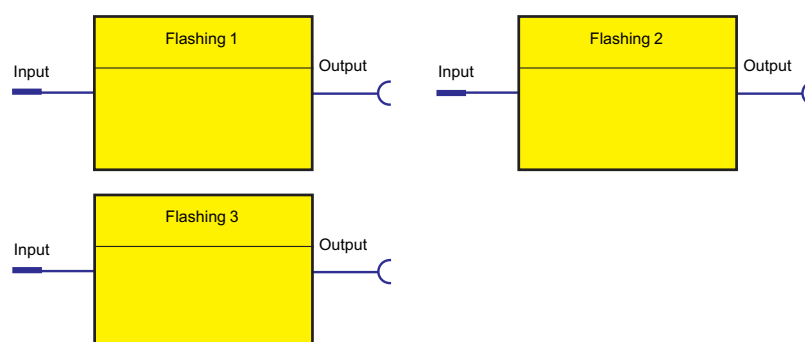 Flashing 1
Input
Output
Flashing 2
Input
Output
Flashing 3
Input
Output